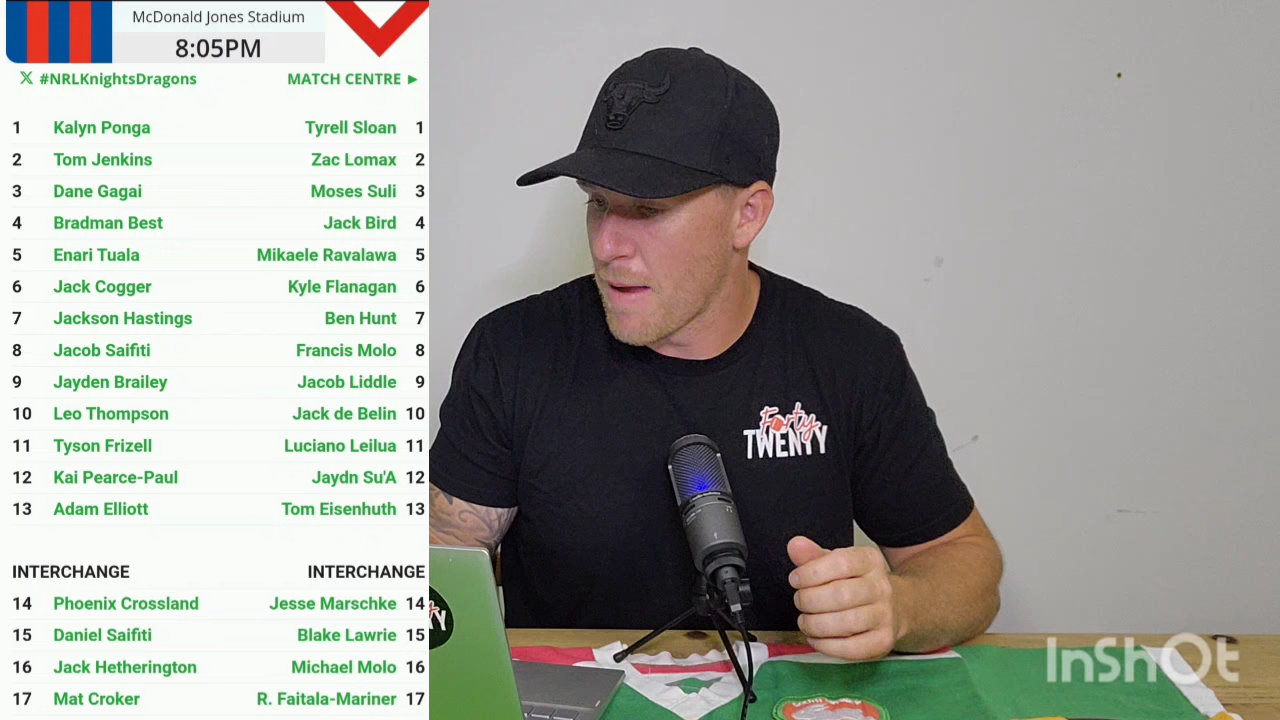 McDonald Jones Stadium
8:05PM
#NRLKnightsDragons MATCH CENTRE ►
1 Kalyn Ponga Tyrell Sloan 1
2 Tom Jenkins Zac Lomax 2
3 Dane Gagai Moses Suli 3
4 Bradman Best Jack Bird 4
5 Enari Tuala Mikaele Ravalawa 5
6 Jack Cogger Kyle Flanagan 6
7 Jackson Hastings Ben Hunt 7
8 Jacob Saifiti Francis Molo 8
9 Jayden Brailey Jacob Liddle 9
10 Leo Thompson Jack de Belin 10
11 Tyson Frizell Luciano Leilua 11
12 Kai Pearce-Paul Jaydn Su'A 12
13 Adam Elliott Tom Eisenhuth 13
INTERCHANGE INTERCHANGE
14 Phoenix Crossland Jesse Marschke 14
15 Daniel Saifiti Blake Lawrie 15
16 Jack Hetherington Michael Molo 16
17 Mat Croker R. Faitala-Mariner 17
Forty
TWENTY
InShOt